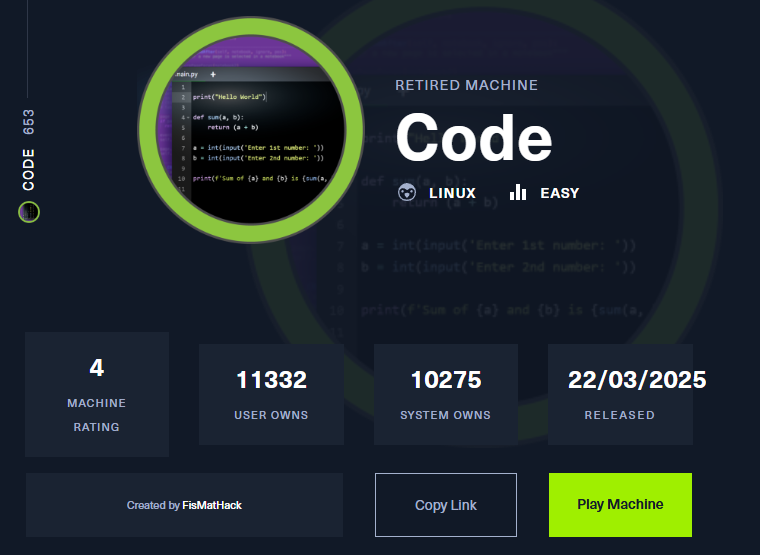 CODE 653
main.py +
1
2 print("Hello World")
3
4 def sum(a, b):
5 return (a + b)
6
7 a = int(input('Enter 1st number: '))
8 b = int(input('Enter 2nd number: '))
9
10 print(f'Sum of {a} and {b} is {sum(a,
11
RETIRED MACHINE
Code
LINUX EASY
def sum(a, b):
return (a + b)
a = int(input('Enter 1st number: '))
b = int(input('Enter 2nd number: '))
print(f'Sum of {a} and {b} is {sum(a,
4
MACHINE
RATING
11332
USER OWNS
10275
SYSTEM OWNS
22/03/2025
RELEASED
Created by FisMatHack
Copy Link
Play Machine